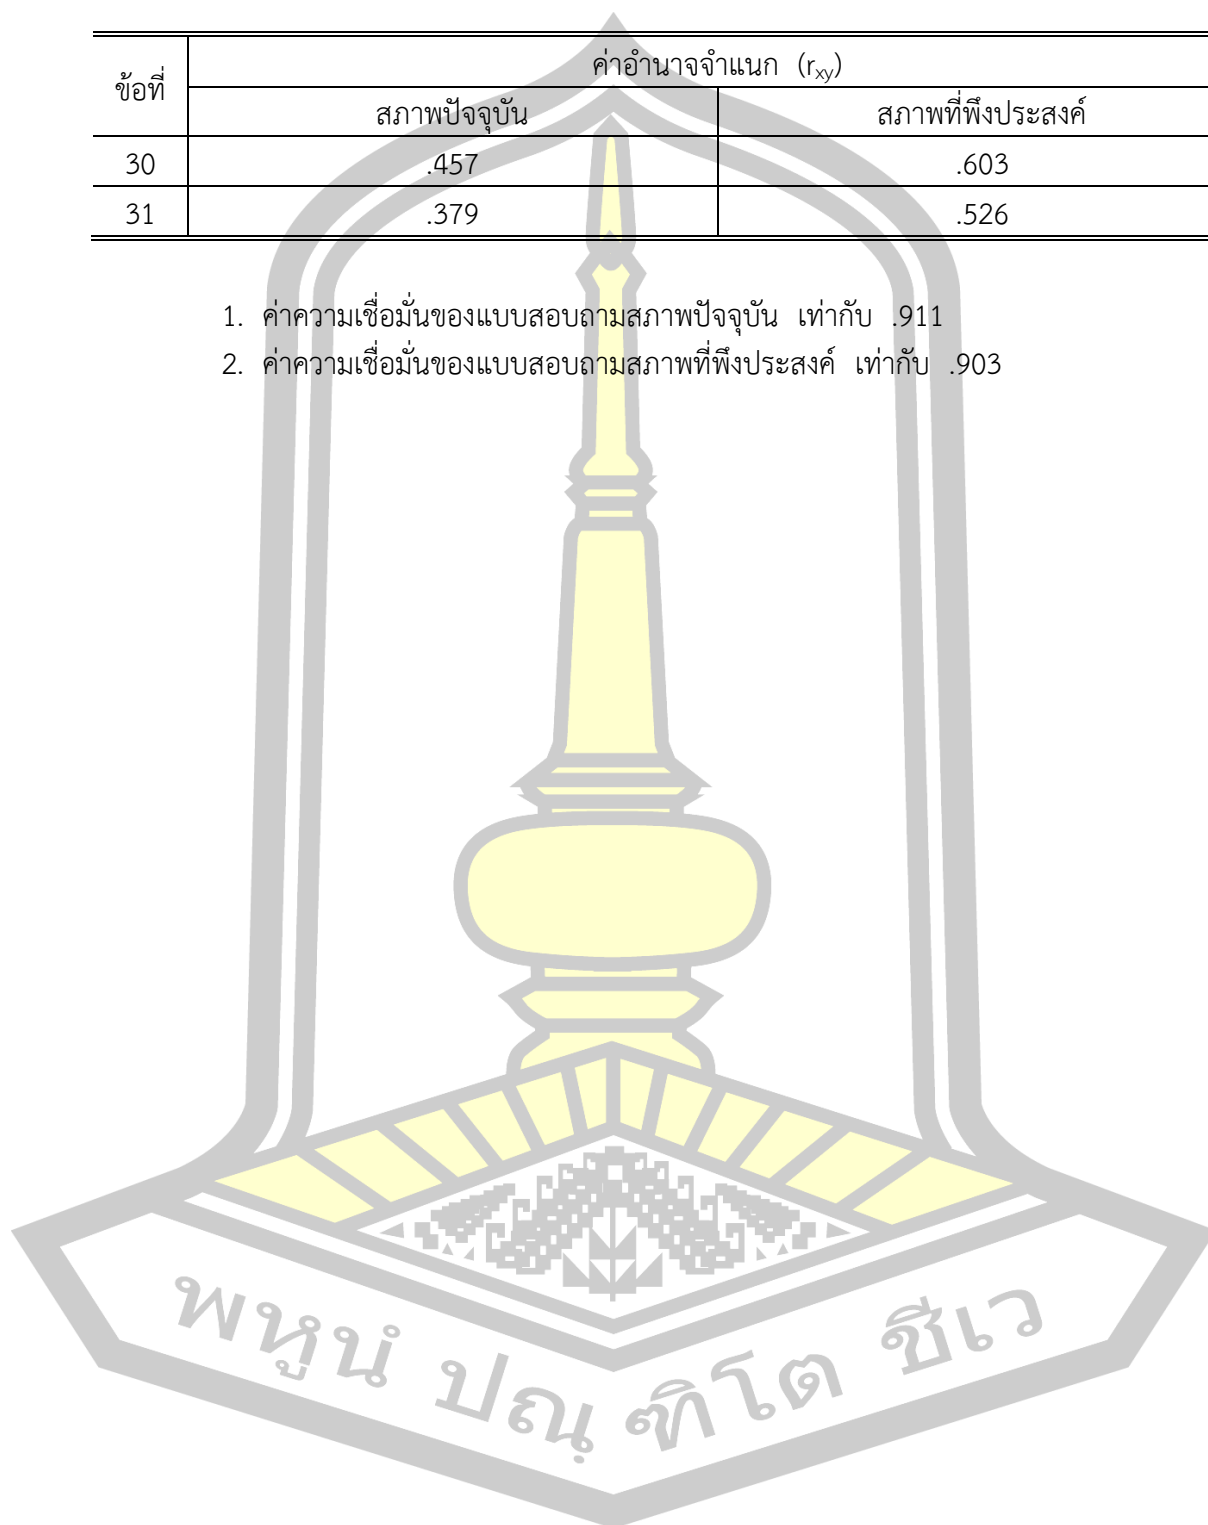 ข้อที่ ค่าอำนาจจำแนก (rxy)
สภาพปัจจุบัน สภาพที่พึงประสงค์
30 .457 .603
31 .379 .526
1. ค่าความเชื่อมั่นของแบบสอบถามสภาพปัจจุบัน เท่ากับ .911
2. ค่าความเชื่อมั่นของแบบสอบถามสภาพที่พึงประสงค์ เท่ากับ .903
พหูนํ ปณฺฑิโต ชีเว